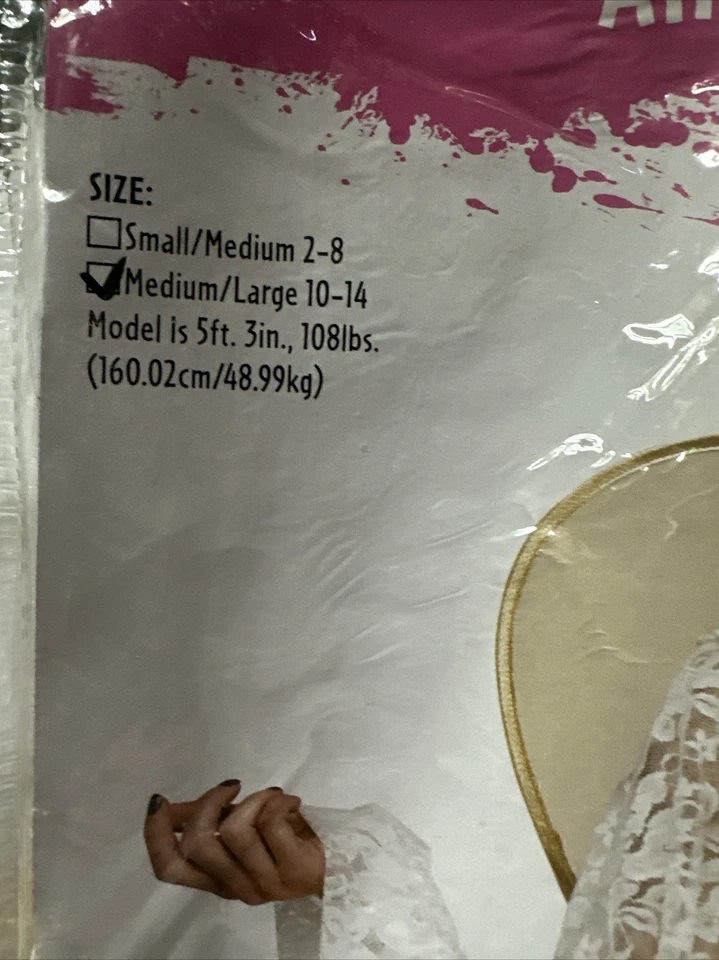 SIZE:
Small/Medium 2-8
Medium/Large 10-14
Model is 5ft. 3in., 108lbs.
(160.02cm/48.99kg)